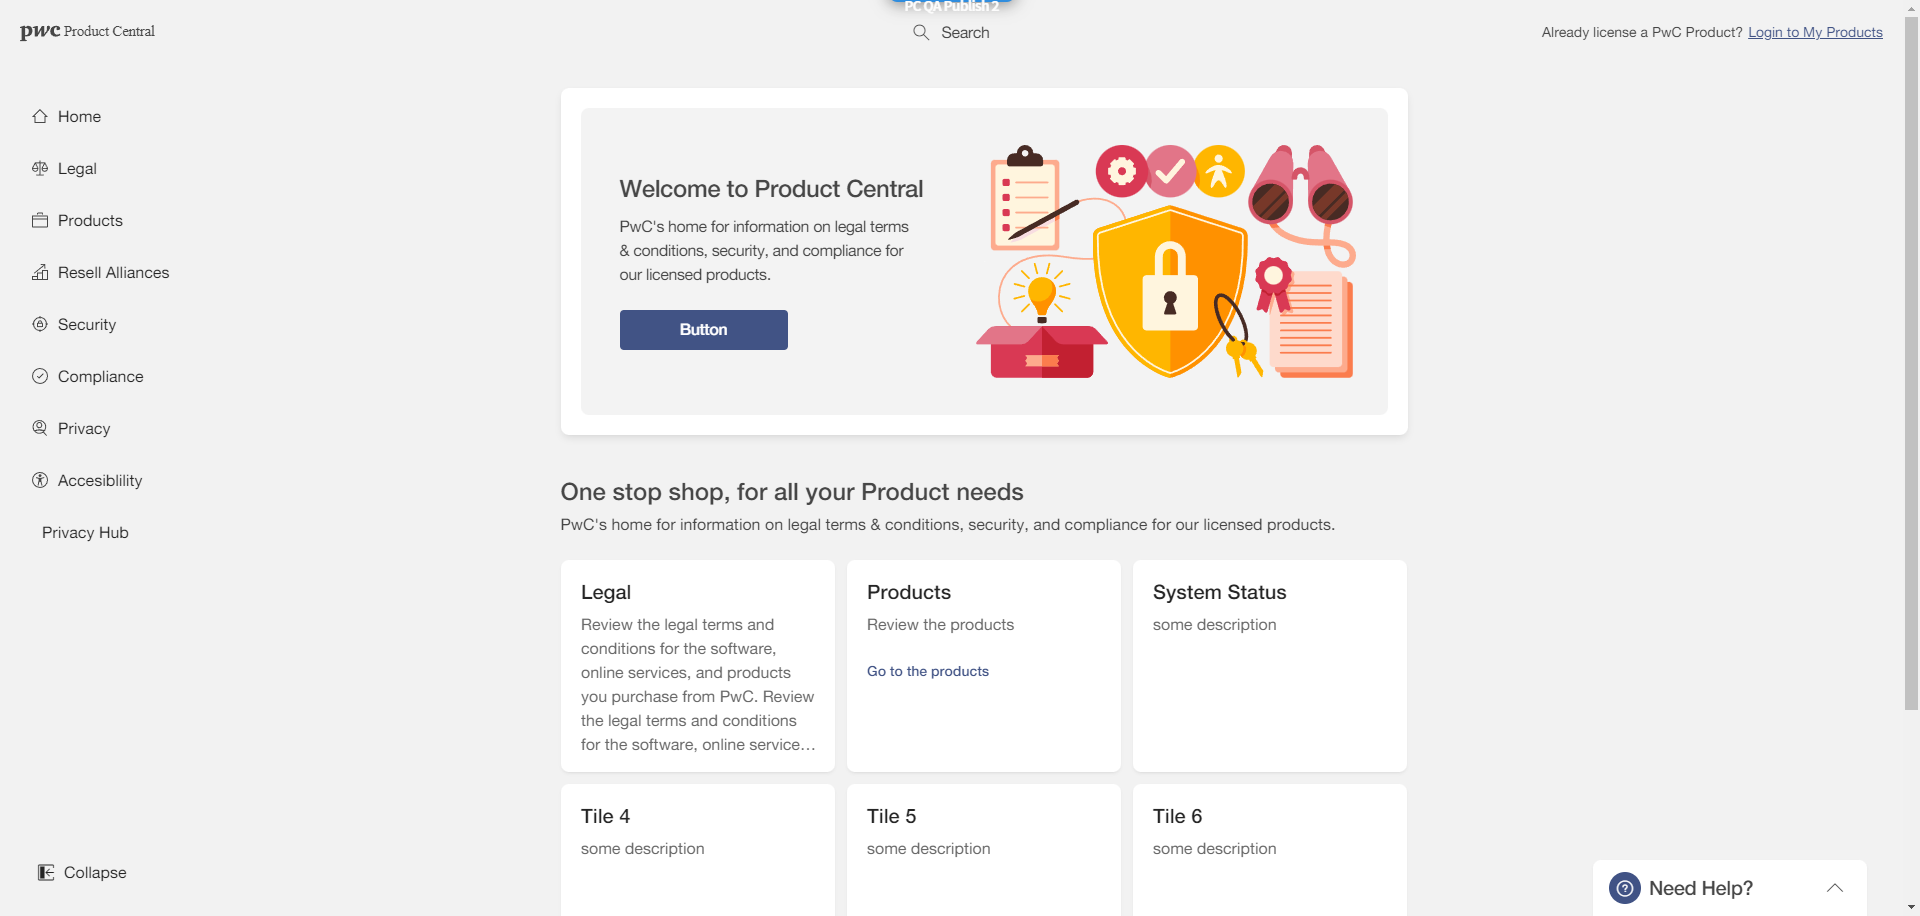 PC QA Publish 2
pwc Product Central
Search
Already license a PwC Product? Login to My Products
Home
Legal
Products
Resell Alliances
Security
Compliance
Privacy
Accesiblility
Privacy Hub
Collapse
Welcome to Product Central
PwC's home for information on legal terms
& conditions, security, and compliance for
our licensed products.
Button
One stop shop, for all your Product needs
PwC's home for information on legal terms & conditions, security, and compliance for our licensed products.
Legal
Review the legal terms and
conditions for the software,
online services, and products
you purchase from PwC. Review
the legal terms and conditions
for the software, online service…
Products
Review the products
Go to the products
System Status
some description
Tile 4
some description
Tile 5
some description
Tile 6
some description
Need Help?